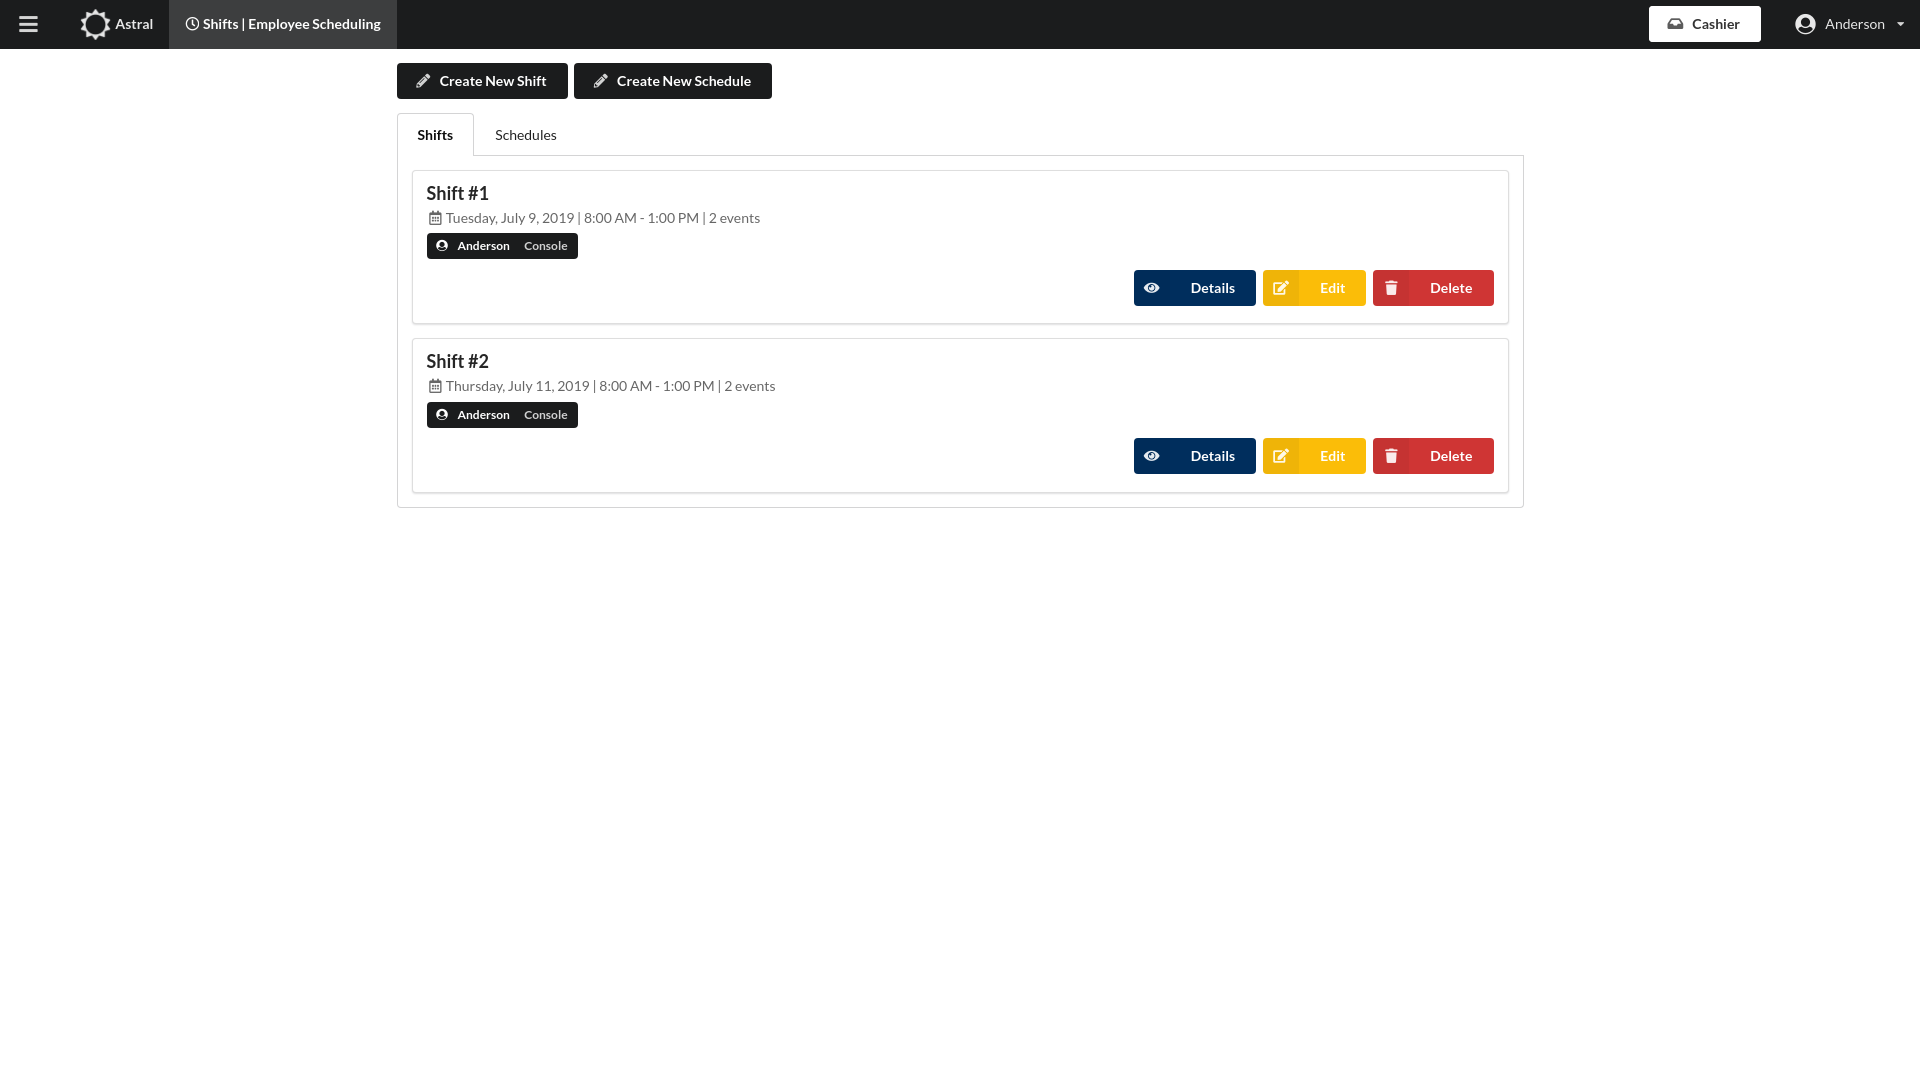 Astral
Shifts | Employee Scheduling
Cashier
Anderson
Create New Shift
Create New Schedule
Shifts
Schedules
Shift #1
Tuesday, July 9, 2019 | 8:00 AM - 1:00 PM | 2 events
Anderson Console
Details
Edit
Delete
Shift #2
Thursday, July 11, 2019 | 8:00 AM - 1:00 PM | 2 events
Anderson Console
Details
Edit
Delete